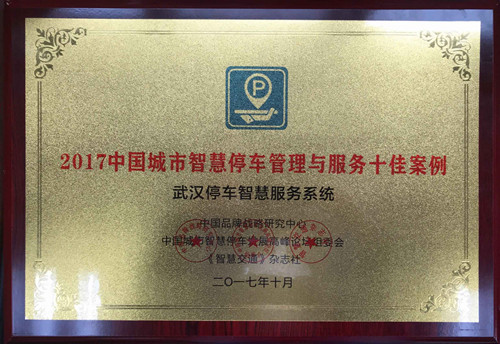 P
2017中国城市智慧停车管理与服务十佳案例
武汉停车智慧服务系统
中国品牌战略研究中心
中国城市智慧停车发展高峰论坛组委会
《智慧交通》杂志社
二〇一七年十月